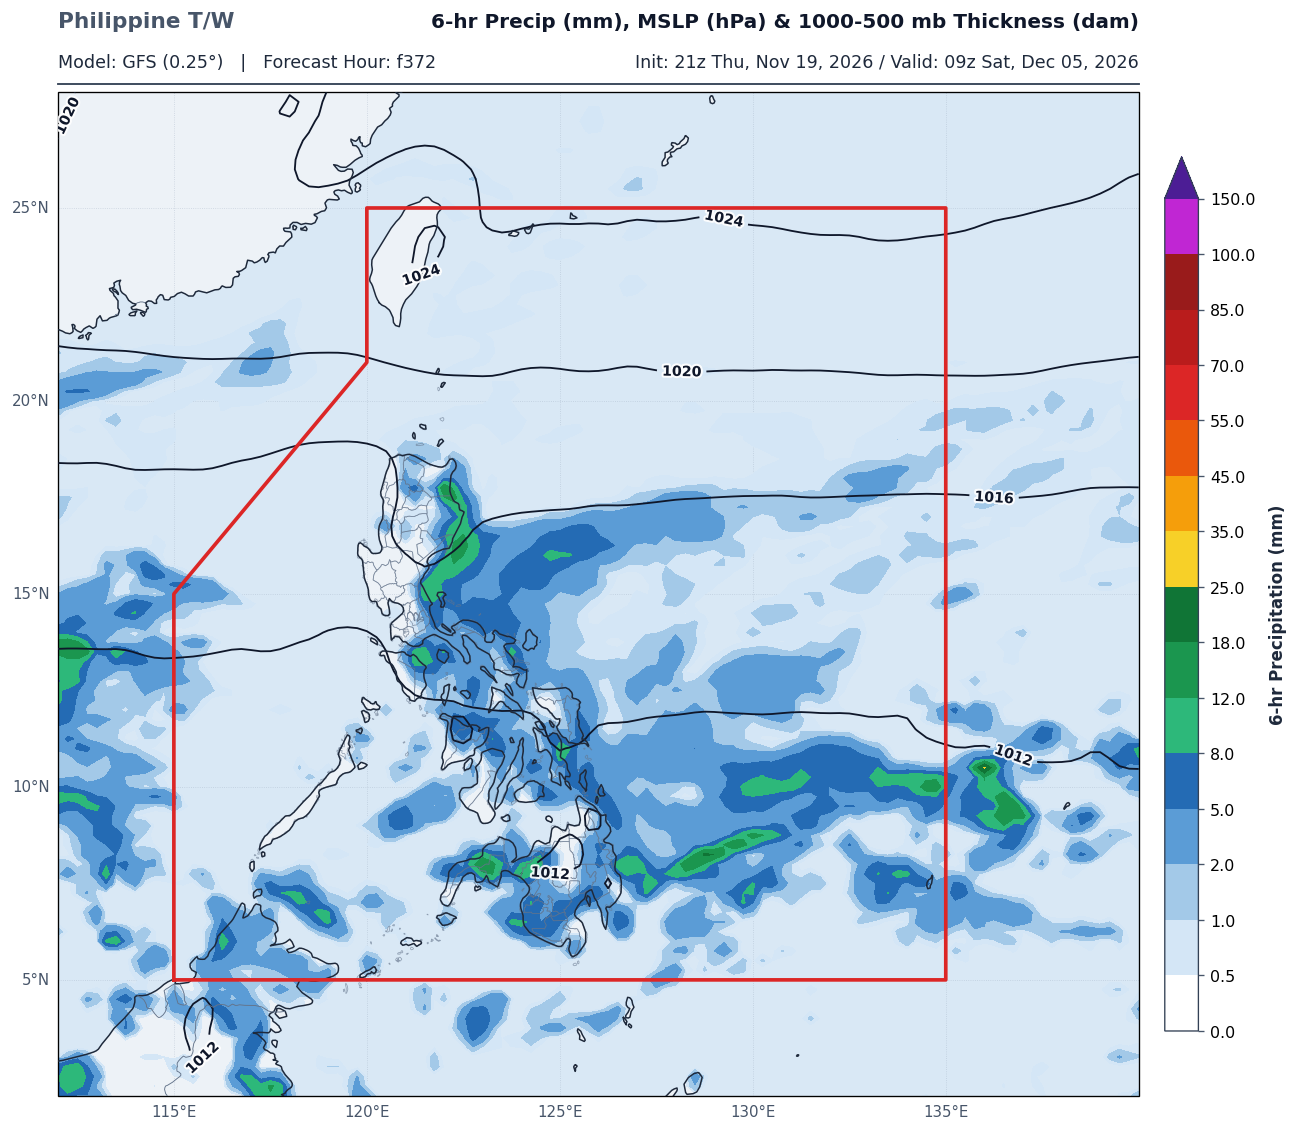 Philippine T/W
6-hr Precip (mm), MSLP (hPa) & 1000-500 mb Thickness (dam)
Model: GFS (0.25°) | Forecast Hour: f372
Init: 21z Thu, Nov 19, 2026 / Valid: 09z Sat, Dec 05, 2026
1020
150.0
25°N
1024
1024
100.0
85.0
1020
70.0
20°N
55.0
45.0
1016
35.0
15°N
25.0
18.0
12.0
1012
8.0
10°N
5.0
1012
2.0
1.0
5°N
0.5
1012
0.0
6-hr Precipitation (mm)
115°E
120°E
125°E
130°E
135°E